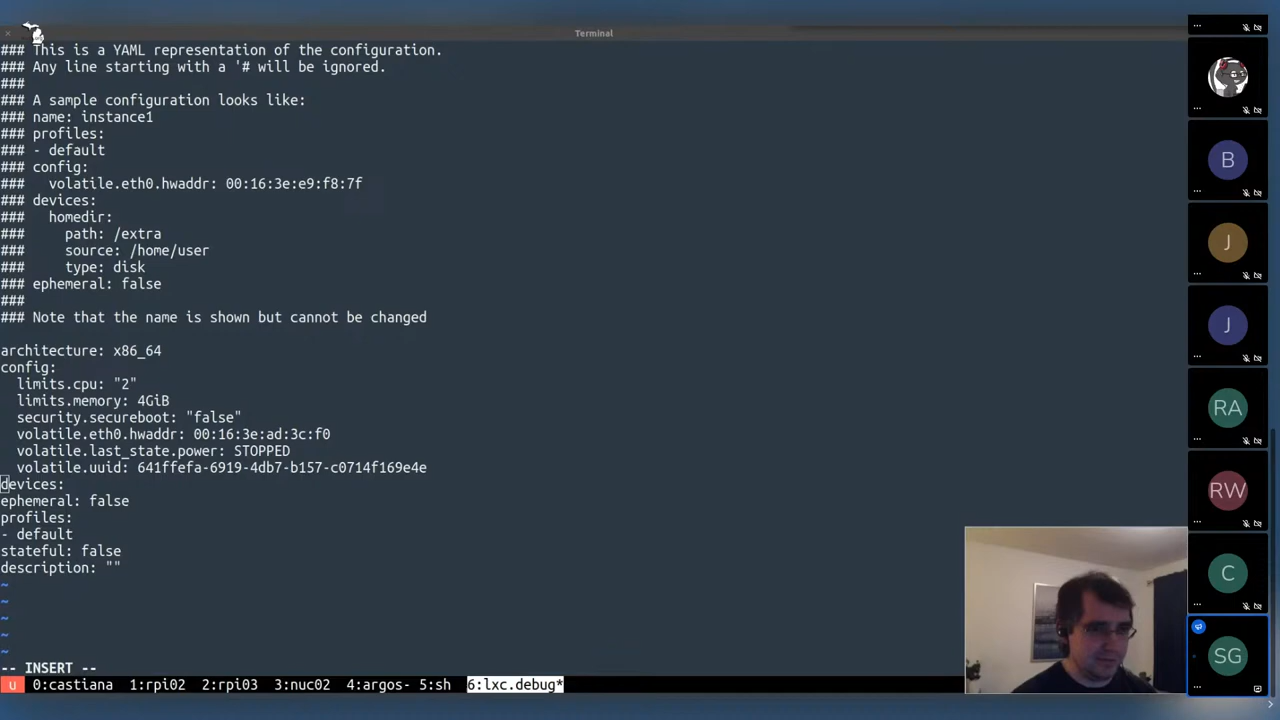 Terminal
### This is a YAML representation of the configuration.
### Any line starting with a '# will be ignored.
###
### A sample configuration looks like:
### name: instance1
### profiles:
### - default
### config:
###   volatile.eth0.hwaddr: 00:16:3e:e9:f8:7f
### devices:
###   homedir:
###     path: /extra
###     source: /home/user
###     type: disk
### ephemeral: false
###
### Note that the name is shown but cannot be changed
architecture: x86_64
config:
  limits.cpu: "2"
  limits.memory: 4GiB
  security.secureboot: "false"
  volatile.eth0.hwaddr: 00:16:3e:ad:3c:f0
  volatile.last_state.power: STOPPED
  volatile.uuid: 641ffefa-6919-4db7-b157-c0714f169e4e
devices:
ephemeral: false
profiles:
- default
stateful: false
description: ""
~
~
~
~
~
-- INSERT --
u 0:castiana 1:rpi02 2:rpi03 3:nuc02 4:argos- 5:sh 6:lxc.debug*
B
J
J
RA
RW
C
SG